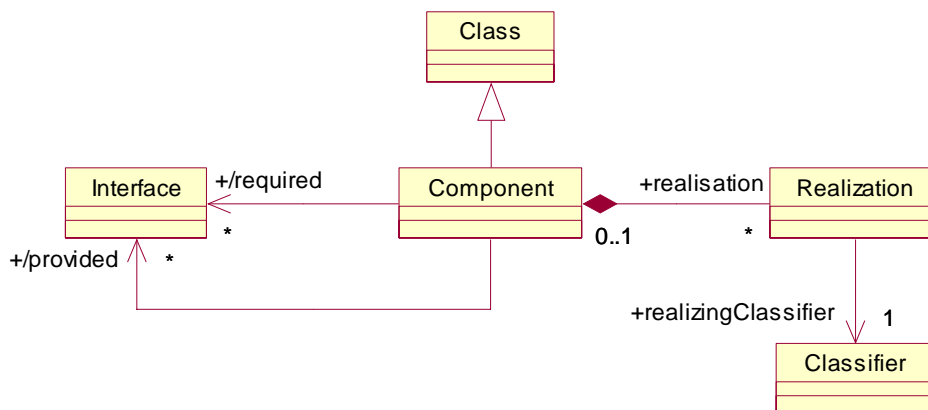 Class
Interface
+/required
Component
+realisation
Realization
*
0..1
*
+/provided
*
+realizingClassifier
1
Classifier